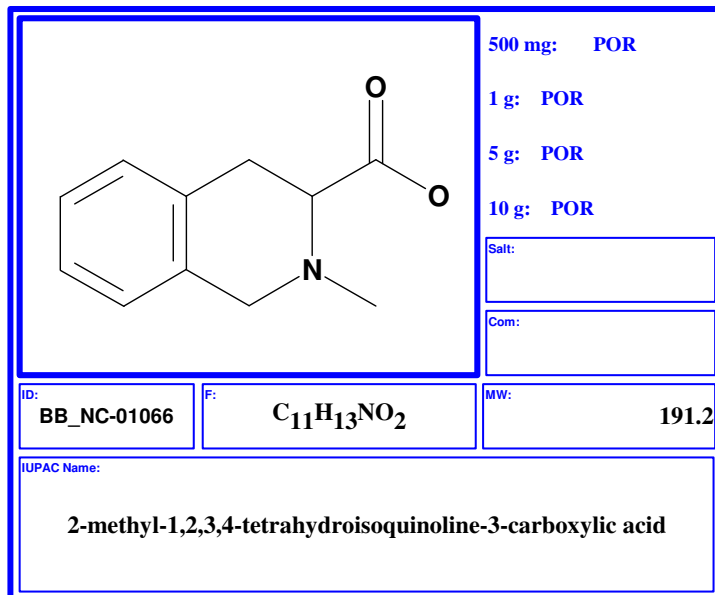 O
O
N
500 mg: POR
1 g: POR
5 g: POR
10 g: POR
Salt:
Com:
ID:
BB_NC-01066
F:
C11H13NO2
MW:
191.2
IUPAC Name:
2-methyl-1,2,3,4-tetrahydroisoquinoline-3-carboxylic acid